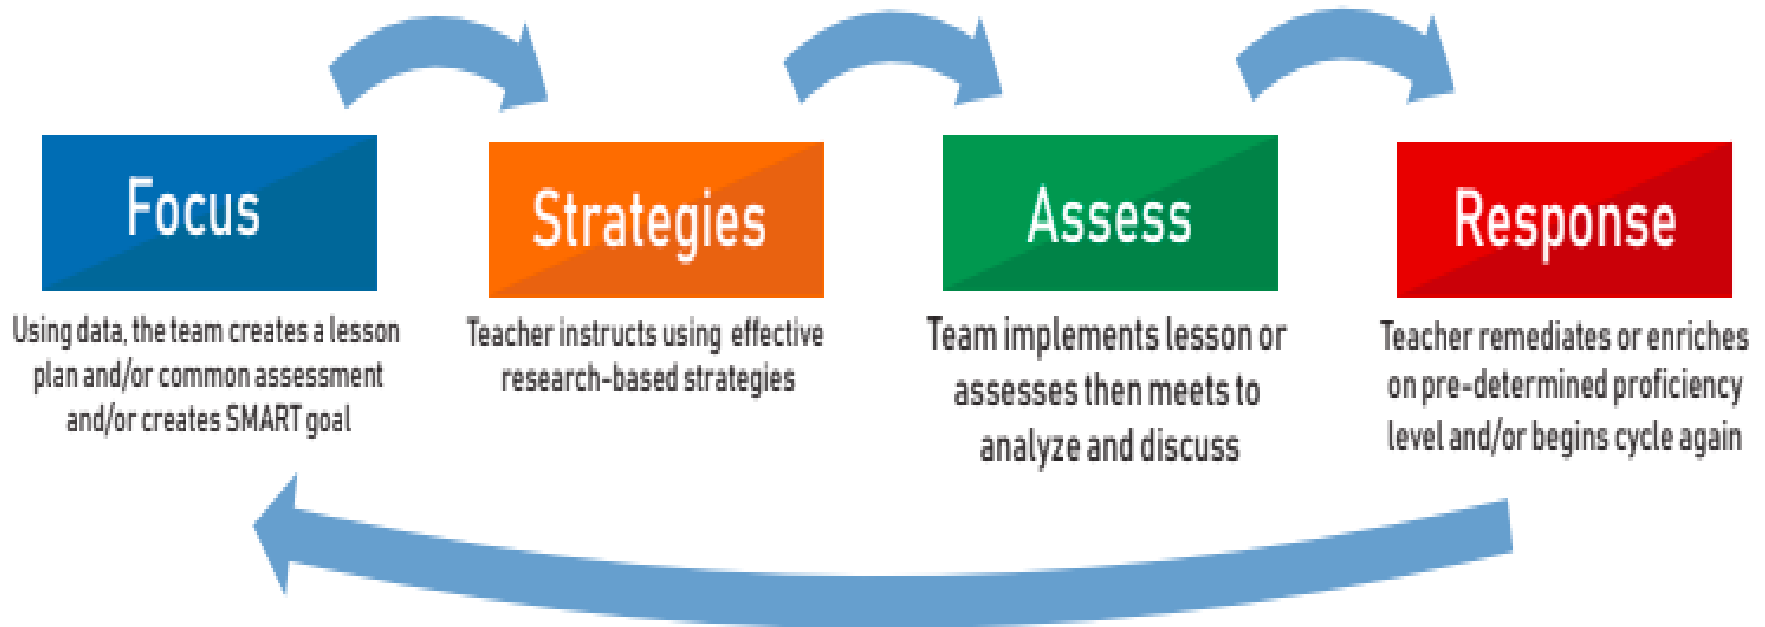 Focus
Using data, the team creates a lesson
plan and/or common assessment
and/or creates SMART goal
Strategies
Teacher instructs using effective
research-based strategies
Assess
Team implements lesson or
assesses then meets to
analyze and discuss
Response
Teacher remediates or enriches
on pre-determined proficiency
level and/or begins cycle again